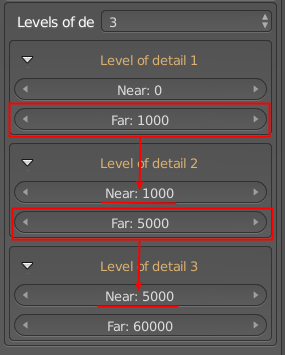 Levels of de 3
Level of detail 1
Near: 0
Far: 1000
Level of detail 2
Near: 1000
Far: 5000
Level of detail 3
Near: 5000
Far: 60000